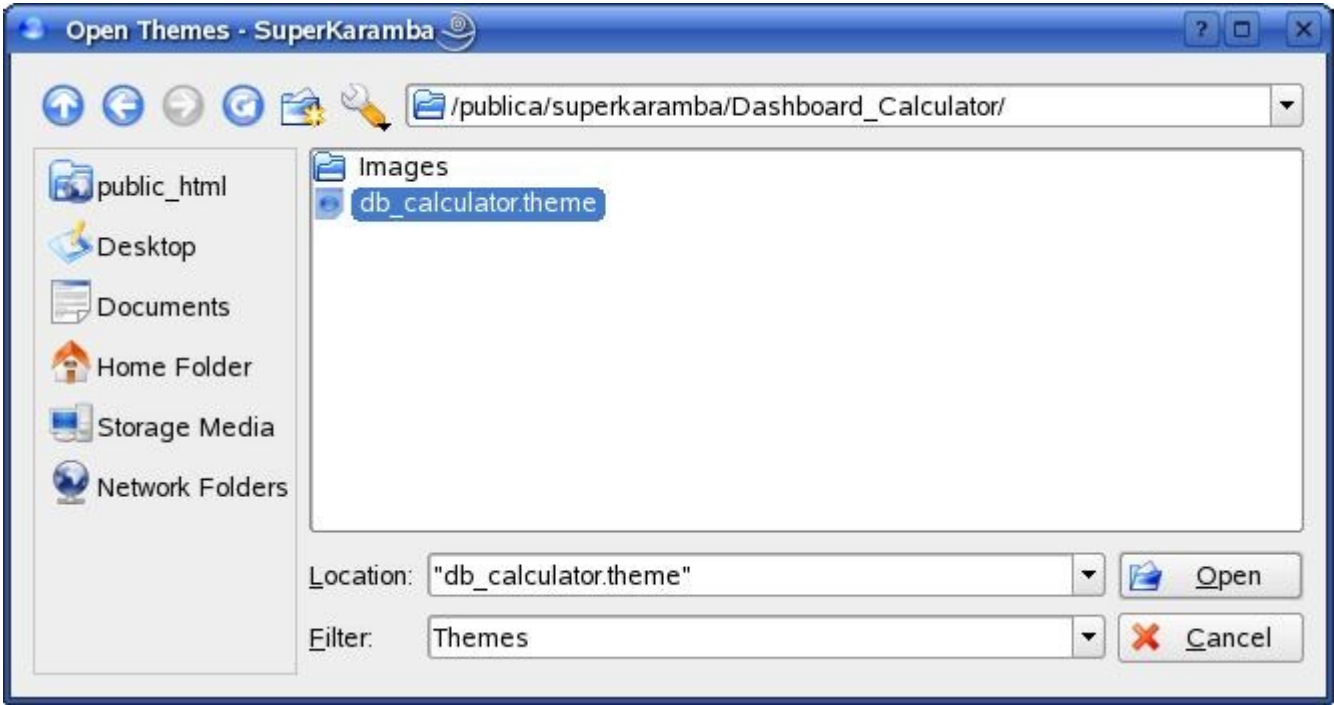 Open Themes - SuperKaramba
/publica/superkaramba/Dashboard_Calculator/
public_html
Desktop
Documents
Home Folder
Storage Media
Network Folders
Images
db_calculator.theme
Location: "db_calculator.theme" Open
Filter: Themes Cancel